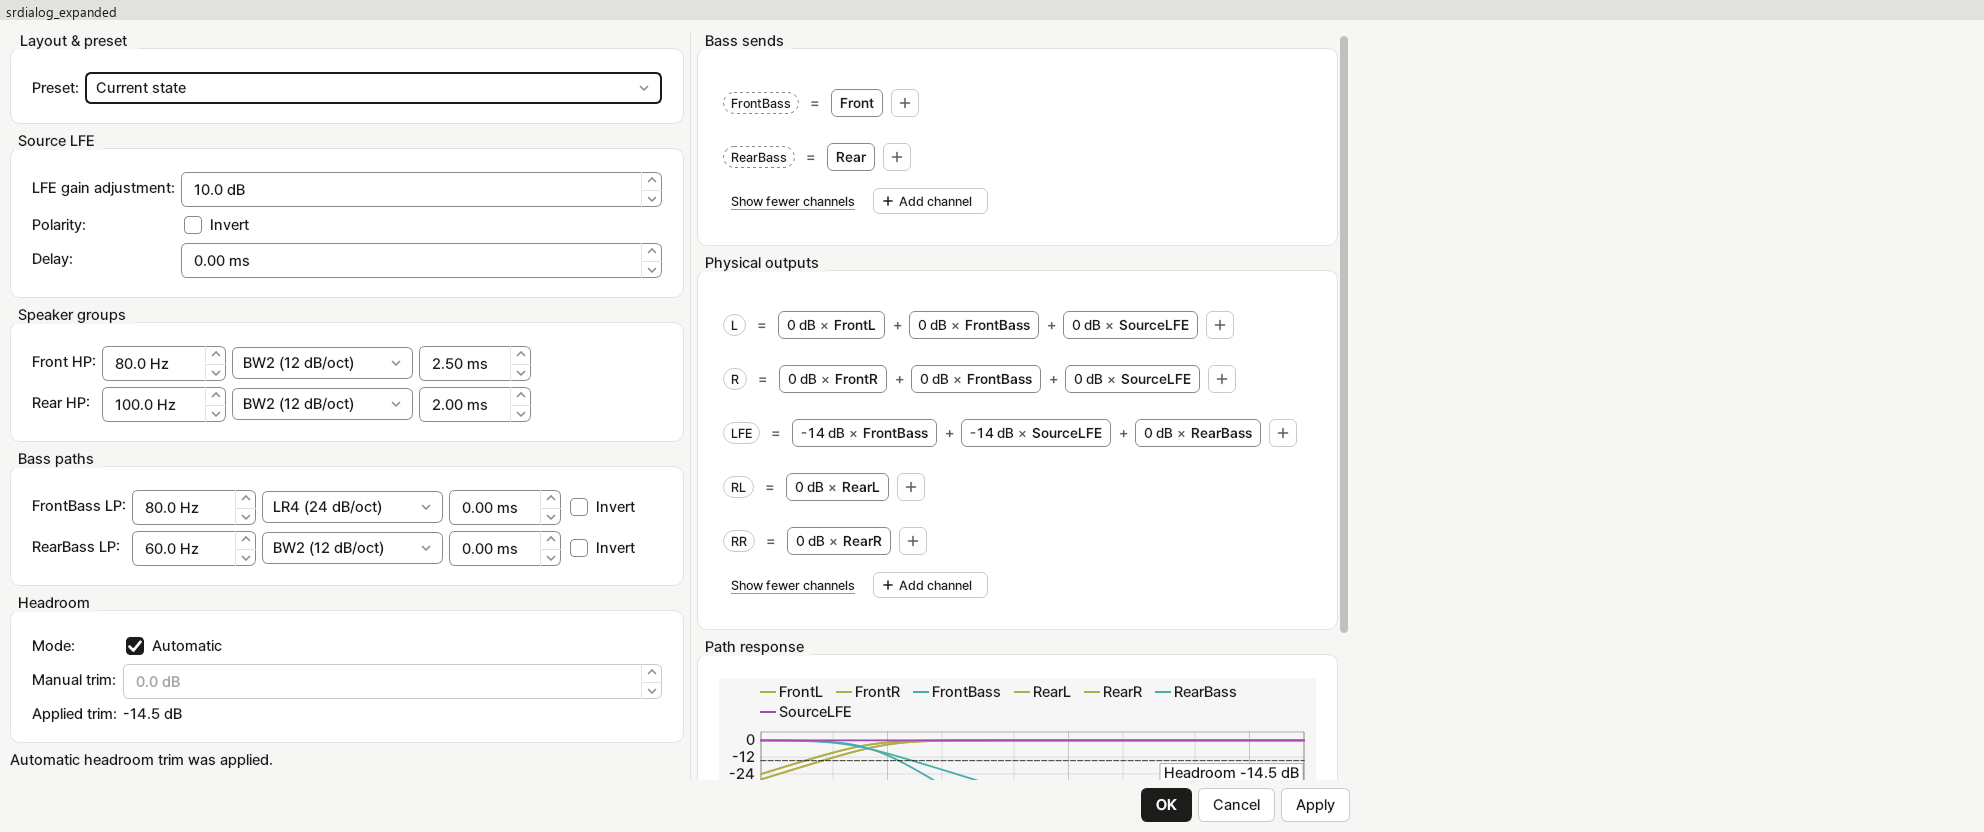 srdialog_expanded
Layout & preset
Preset: Current state
Source LFE
LFE gain adjustment: 10.0 dB
Polarity: Invert
Delay: 0.00 ms
Speaker groups
Front HP: 80.0 Hz BW2 (12 dB/oct) 2.50 ms
Rear HP: 100.0 Hz BW2 (12 dB/oct) 2.00 ms
Bass paths
FrontBass LP: 80.0 Hz LR4 (24 dB/oct) 0.00 ms Invert
RearBass LP: 60.0 Hz BW2 (12 dB/oct) 0.00 ms Invert
Headroom
Mode: Automatic
Manual trim: 0.0 dB
Applied trim: -14.5 dB
Automatic headroom trim was applied.
Bass sends
FrontBass = Front +
RearBass = Rear +
Show fewer channels + Add channel
Physical outputs
L = 0 dB × FrontL + 0 dB × FrontBass + 0 dB × SourceLFE +
R = 0 dB × FrontR + 0 dB × FrontBass + 0 dB × SourceLFE +
LFE = -14 dB × FrontBass + -14 dB × SourceLFE + 0 dB × RearBass +
RL = 0 dB × RearL +
RR = 0 dB × RearR +
Show fewer channels + Add channel
Path response
FrontL FrontR FrontBass RearL RearR RearBass
SourceLFE
0
-12
-24
Headroom -14.5 dB
OK Cancel Apply